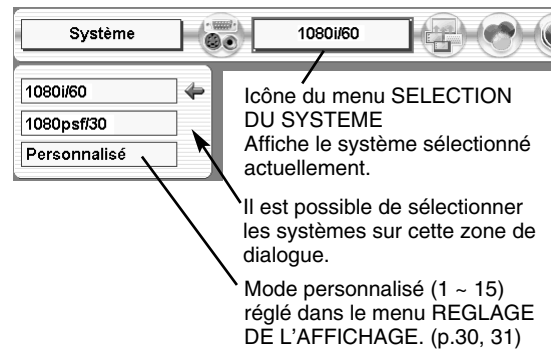 Système
1080i/60
1080i/60
1080psf/30
Personnalisé
Icône du menu SELECTION
DU SYSTEME
Affiche le système sélectionné
actuellement.
Il est possible de sélectionner
les systèmes sur cette zone de
dialogue.
Mode personnalisé (1 ~ 15)
réglé dans le menu REGLAGE
DE L'AFFICHAGE. (p.30, 31)